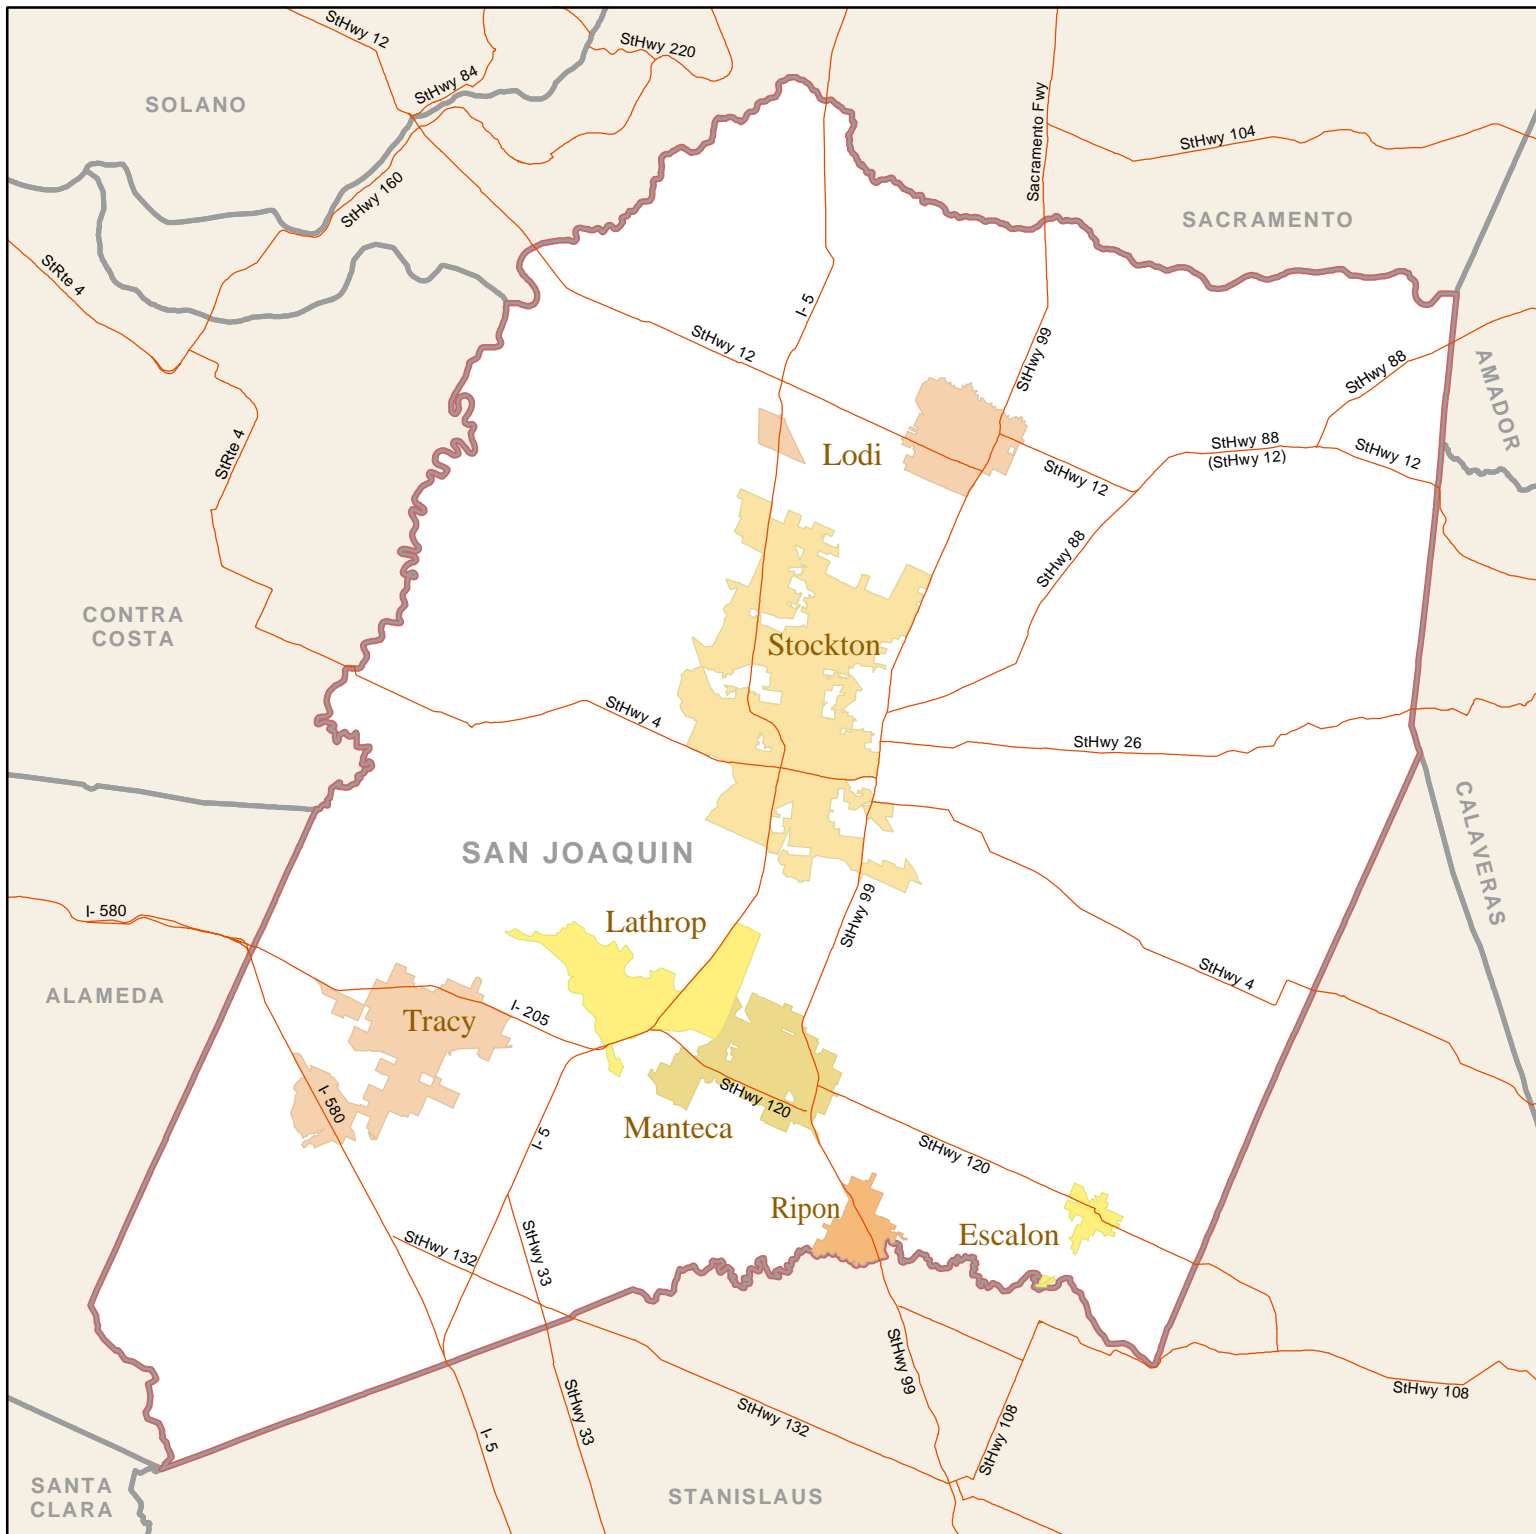 StHwy 12
StHwy 220
StHwy 84
SOLANO
Sacramento Fwy
StHwy 104
StHwy 160
SACRAMENTO
StRte 4
I- 5
StHwy 12
StHwy 99
StHwy 88
AMADOR
StRte 4
Lodi
StHwy 88
(StHwy 12)
StHwy 12
StHwy 12
StHwy 88
CONTRA
COSTA
Stockton
StHwy 4
StHwy 26
CALAVERAS
SAN JOAQUIN
I- 580
Lathrop
StHwy 99
StHwy 4
ALAMEDA
Tracy
I- 205
I- 580
StHwy 120
Manteca
I- 5
StHwy 120
Ripon
Escalon
StHwy 132
StHwy 33
StHwy 99
StHwy 108
StHwy 33
StHwy 132
I- 5
StHwy 108
SANTA
CLARA
STANISLAUS